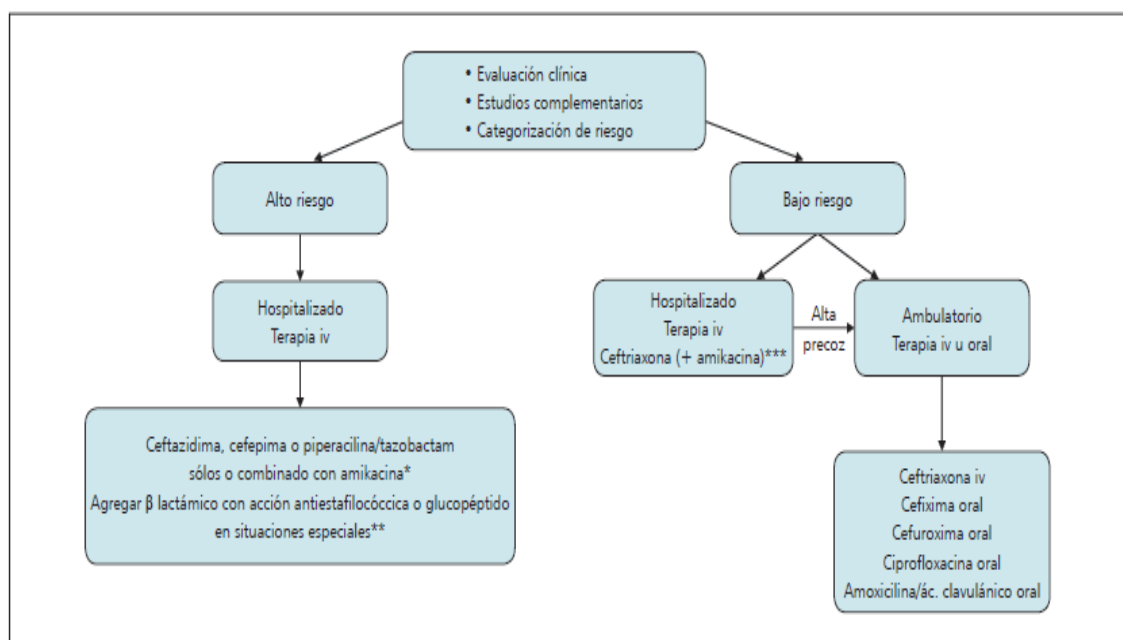 • Evaluación clínica
• Estudios complementarios
• Categorización de riesgo
Alto riesgo
Bajo riesgo
Hospitalizado
Terapia iv
Hospitalizado
Terapia iv
Ceftriaxona (+ amikacina)***
Alta
precoz
Ambulatorio
Terapia iv u oral
Ceftazidima, cefepima o piperacilina/tazobactam
sólos o combinado con amikacina*
Agregar β lactámico con acción antiestafilocóccica o glucopéptido
en situaciones especiales**
Ceftriaxona iv
Cefixima oral
Cefuroxima oral
Ciprofloxacina oral
Amoxicilina/ác. clavulánico oral